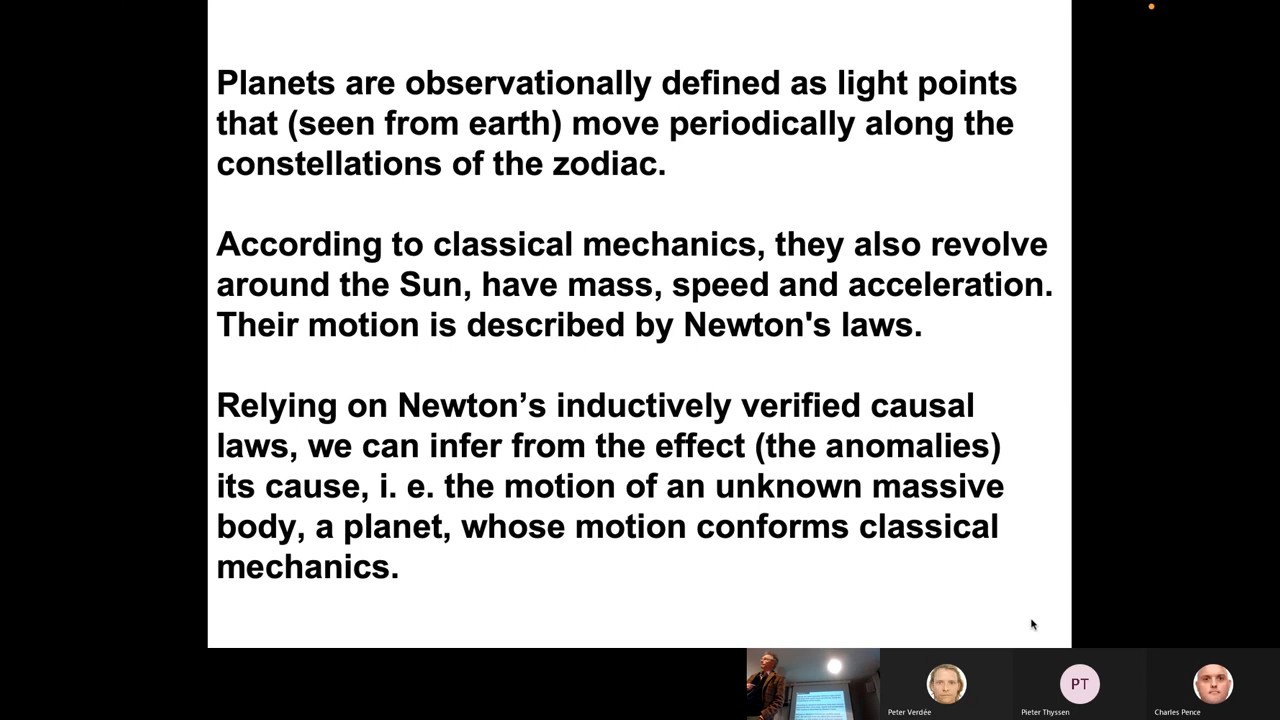 Planets are observationally defined as light points
that (seen from earth) move periodically along the
constellations of the zodiac.
According to classical mechanics, they also revolve
around the Sun, have mass, speed and acceleration.
Their motion is described by Newton's laws.
Relying on Newton’s inductively verified causal
laws, we can infer from the effect (the anomalies)
its cause, i. e. the motion of an unknown massive
body, a planet, whose motion conforms classical
mechanics.
PT
Peter Verdée
Pieter Thyssen
Charles Pence